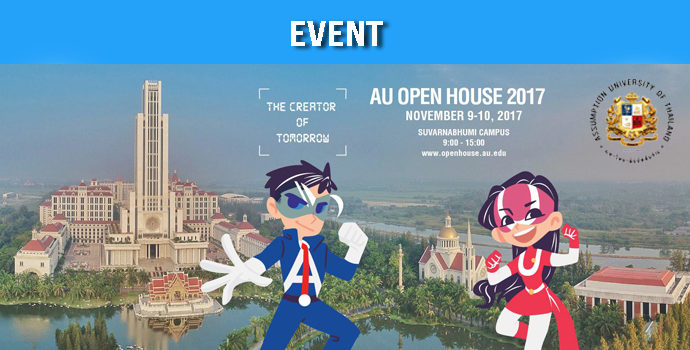 EVENT
THE CREATOR
OF
TOMORROW
AU OPEN HOUSE 2017
NOVEMBER 9-10, 2017
SUVARNABHUMI CAMPUS
9:00 - 15:00
www.openhouse.au.edu
ASSUMPTION UNIVERSITY OF THAILAND